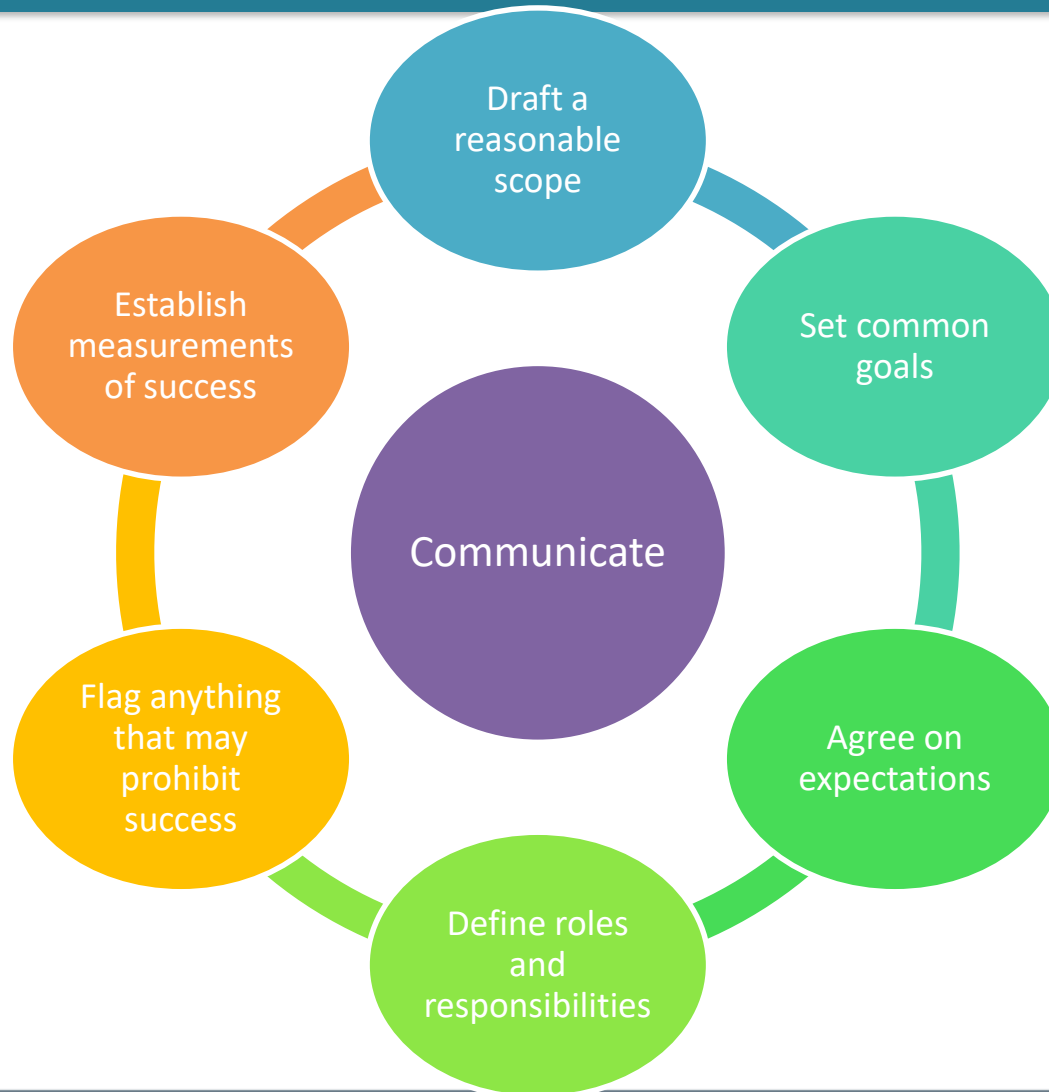 Draft a
reasonable
scope
Set common
goals
Agree on
expectations
Define roles
and
responsibilities
Flag anything
that may
prohibit
success
Establish
measurements
of success
Communicate